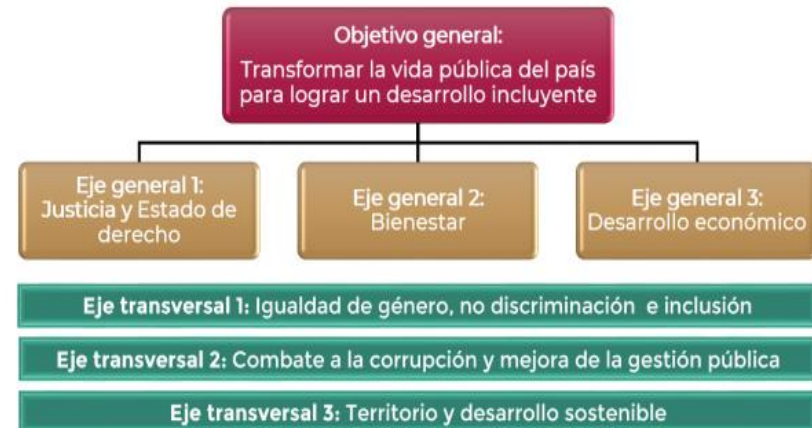 Objetivo general:
Transformar la vida pública del país
para lograr un desarrollo incluyente
Eje general 1:
Justicia y Estado de
derecho
Eje general 2:
Bienestar
Eje general 3:
Desarrollo económico
Eje transversal 1: Igualdad de género, no discriminación e inclusión
Eje transversal 2: Combate a la corrupción y mejora de la gestión pública
Eje transversal 3: Territorio y desarrollo sostenible